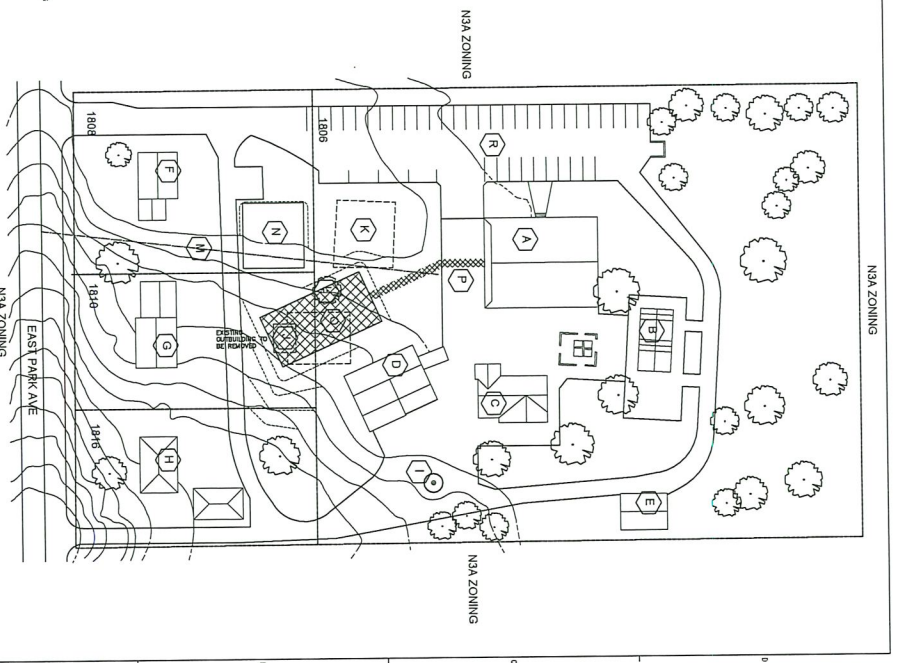 N3A ZONING
N3A ZONING
N3A ZONING
N3A ZONING
EAST PARK AVE
1808
1806
1810
1816
R
F
N
K
A
M
P
B
G
EXISTING
OUTBUILDING TO
BE REMOVED
D
C
H
I
E